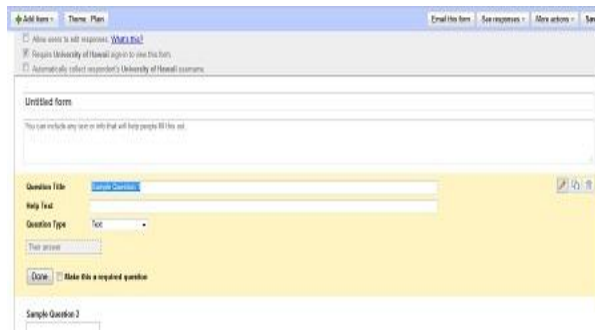 Add item Theme: Plain Email this form See responses More actions Save
Allow users to edit responses. What's this?
Require University of Hawaii sign-in to view this form.
Automatically collect respondent's University of Hawaii username.
Untitled form
You can include any text or info that will help people fill this out.
Question Title Sample Question 1
Help Text
Question Type Text
Their answer
Done Make this a required question
Sample Question 2